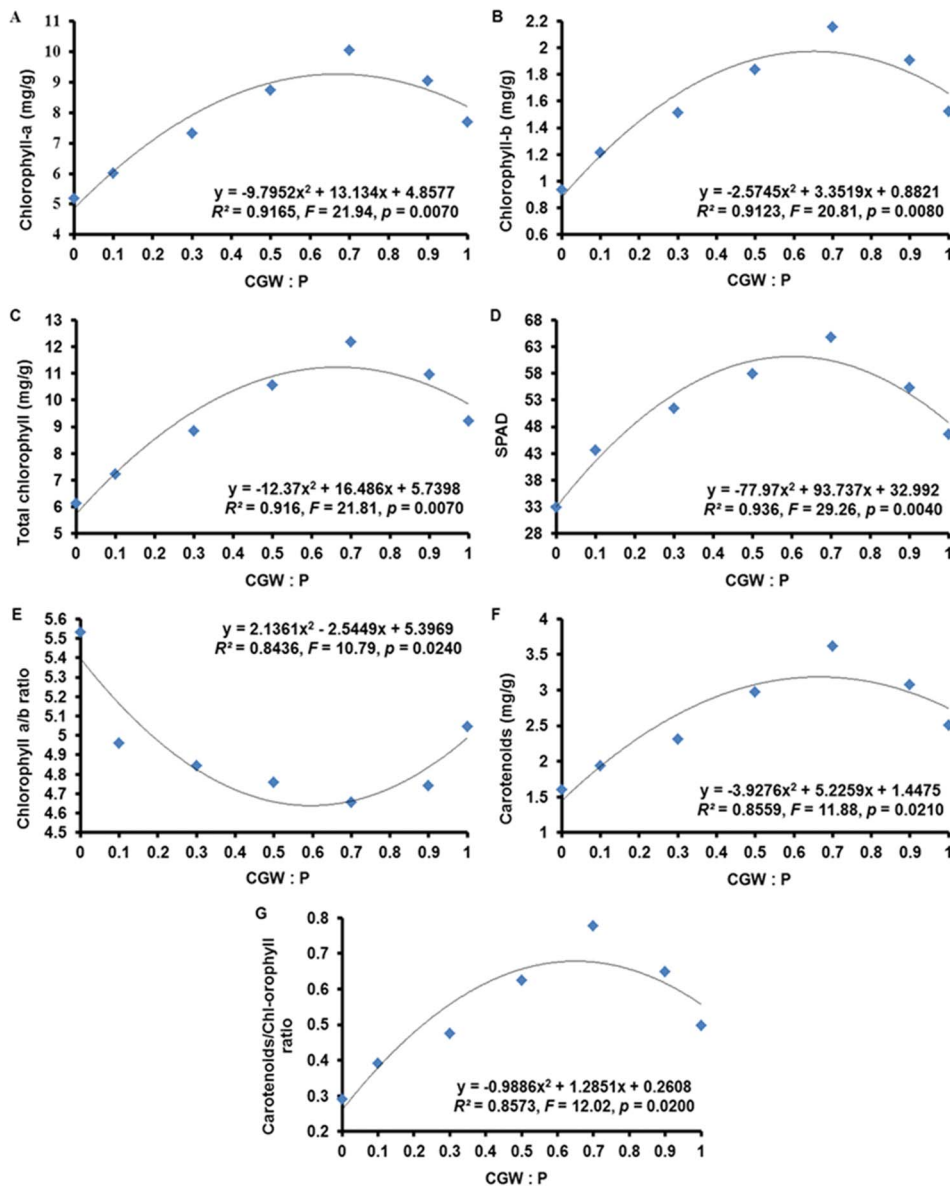 A
Chlorophyll-a (mg/g)
11
10
9
8
7
6
5
4
y = -9.7952x² + 13.134x + 4.8577
R² = 0.9165, F = 21.94, p = 0.0070
0 0.1 0.2 0.3 0.4 0.5 0.6 0.7 0.8 0.9 1
CGW : P
B
Chlorophyll-b (mg/g)
2.2
2
1.8
1.6
1.4
1.2
1
0.8
0.6
y = -2.5745x² + 3.3519x + 0.8821
R² = 0.9123, F = 20.81, p = 0.0080
0 0.1 0.2 0.3 0.4 0.5 0.6 0.7 0.8 0.9 1
CGW : P
C
Total chlorophyll (mg/g)
13
12
11
10
9
8
7
6
5
y = -12.37x² + 16.486x + 5.7398
R² = 0.916, F = 21.81, p = 0.0070
0 0.1 0.2 0.3 0.4 0.5 0.6 0.7 0.8 0.9 1
CGW : P
D
SPAD
68
63
58
53
48
43
38
33
28
y = -77.97x² + 93.737x + 32.992
R² = 0.936, F = 29.26, p = 0.0040
0 0.1 0.2 0.3 0.4 0.5 0.6 0.7 0.8 0.9 1
CGW : P
E
Chlorophyll a/b ratio
5.6
5.5
5.4
5.3
5.2
5.1
5
4.9
4.8
4.7
4.6
4.5
y = 2.1361x² - 2.5449x + 5.3969
R² = 0.8436, F = 10.79, p = 0.0240
0 0.1 0.2 0.3 0.4 0.5 0.6 0.7 0.8 0.9 1
CGW : P
F
Carotenoids (mg/g)
4
3.5
3
2.5
2
1.5
1
y = -3.9276x² + 5.2259x + 1.4475
R² = 0.8559, F = 11.88, p = 0.0210
0 0.1 0.2 0.3 0.4 0.5 0.6 0.7 0.8 0.9 1
CGW : P
G
Carotenoids/Chl-orophyll
ratio
0.8
0.7
0.6
0.5
0.4
0.3
0.2
y = -0.9886x² + 1.2851x + 0.2608
R² = 0.8573, F = 12.02, p = 0.0200
0 0.1 0.2 0.3 0.4 0.5 0.6 0.7 0.8 0.9 1
CGW : P